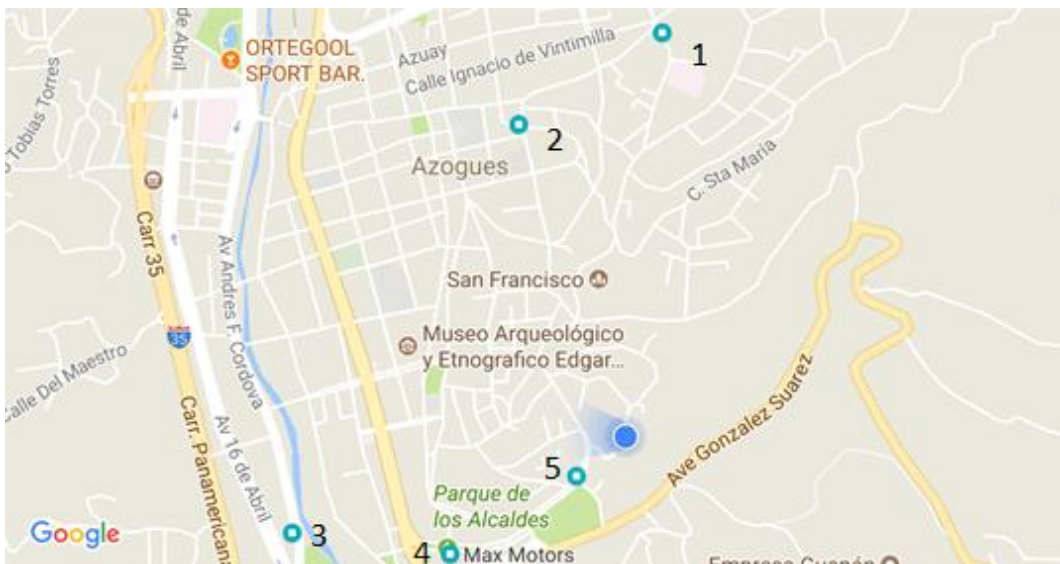 de Abril
ORTEGOOL
SPORT BAR.
Azuay
Calle Ignacio de Vintimilla
1
Tobias Torres
2
Azogues
C. Sta Maria
Carr. 35
San Francisco
Av Andres F. Cordova
35
Museo Arqueológico
y Etnografico Edgar...
Calle Del Maestro
Ave Gonzalez Suarez
Carr. Panamericana
Av 16 de Abril
5
Parque de
los Alcaldes
Google
3
4
Max Motors